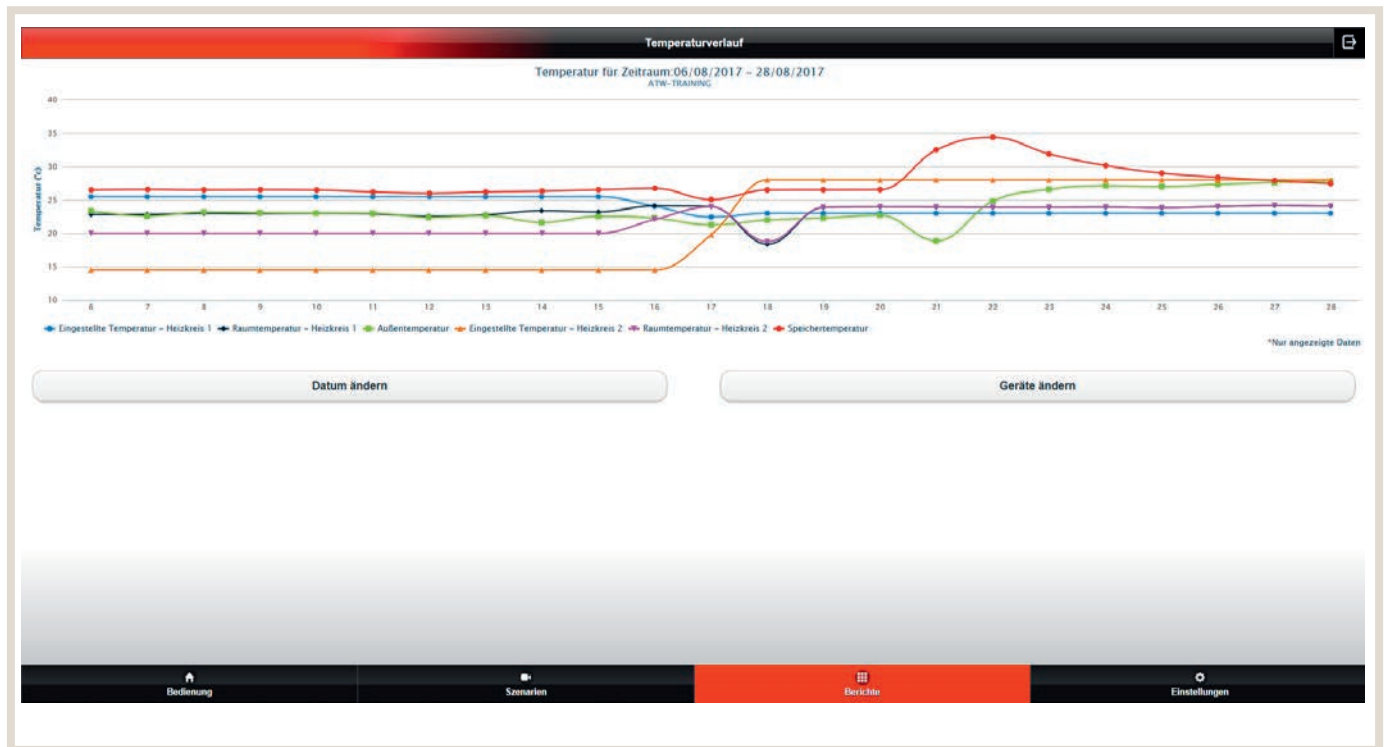 Temperaturverlauf
Temperatur für Zeitraum:06/08/2017 – 28/08/2017
ATW-TRAINING
Temperatur (°c)
40
35
30
25
20
15
10
6 7 8 9 10 11 12 13 14 15 16 17 18 19 20 21 22 23 24 25 26 27 28
Eingestellte Temperatur – Heizkreis 1 Raumtemperatur – Heizkreis 1 Außentemperatur Eingestellte Temperatur – Heizkreis 2 Raumtemperatur – Heizkreis 2 Speichertemperatur
*Nur angezeigte Daten
Datum ändern Geräte ändern
Bedienung Szenarien Berichte Einstellungen